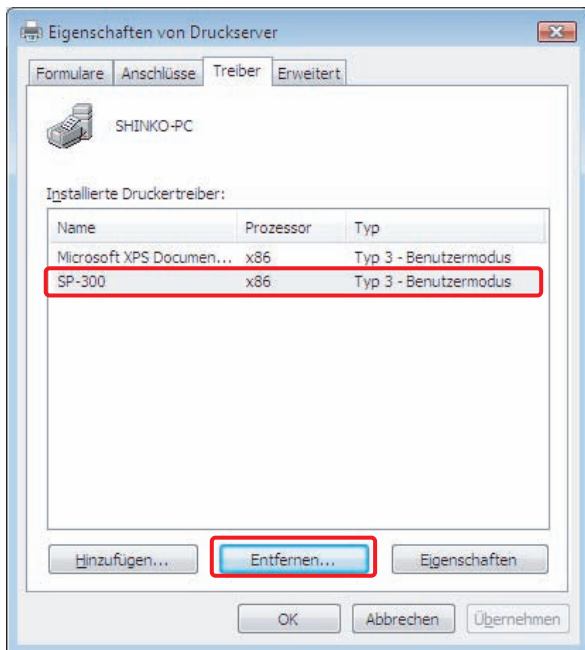 Eigenschaften von Druckserver
Formulare Anschlüsse Treiber Erweitert
SHINKO-PC
Installierte Druckertreiber:
Name Prozessor Typ
Microsoft XPS Documen... x86 Typ 3 - Benutzermodus
SP-300 x86 Typ 3 - Benutzermodus
Hinzufügen... Entfernen... Eigenschaften
OK Abbrechen Übernehmen